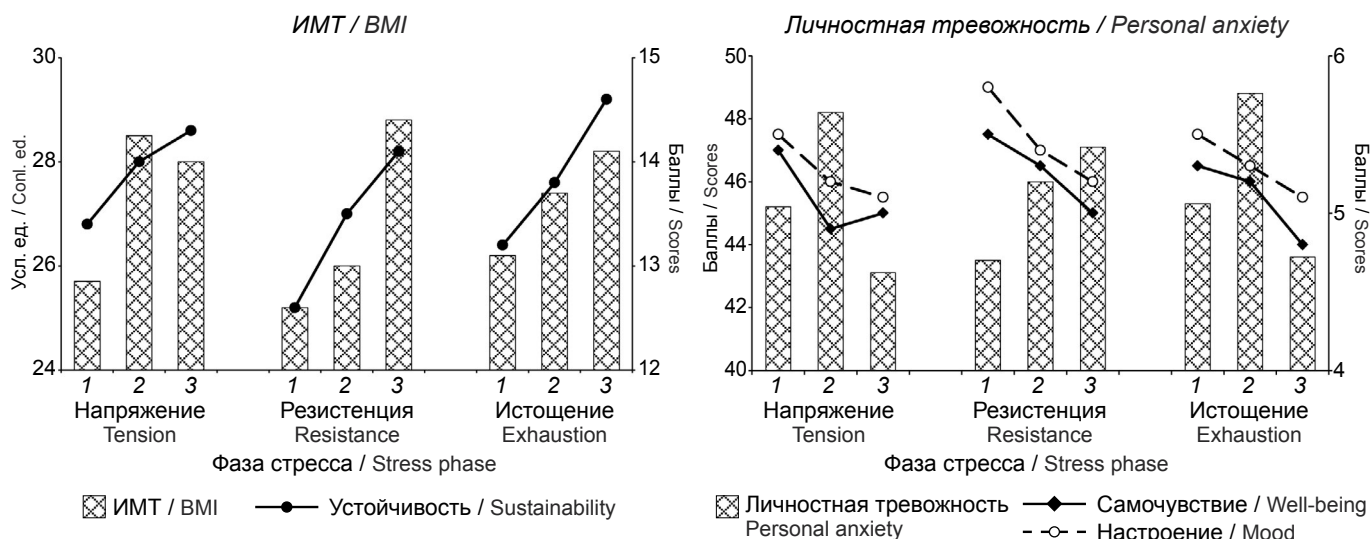 ИМТ / BMI
30
28
26
24
Усл. ед. / Conl. ed.
15
14
13
12
Баллы / Scores
1 2 3 1 2 3 1 2 3
Напряжение Резистенция Истощение
Tension Resistance Exhaustion
Фаза стресса / Stress phase
ИМТ / BMI Устойчивость / Sustainability
Личностная тревожность / Personal anxiety
50
48
46
44
42
40
Баллы / Scores
6
5
4
Баллы / Scores
1 2 3 1 2 3 1 2 3
Напряжение Резистенция Истощение
Tension Resistance Exhaustion
Фаза стресса / Stress phase
Личностная тревожность Самочувствие / Well-being
Personal anxiety Настроение / Mood